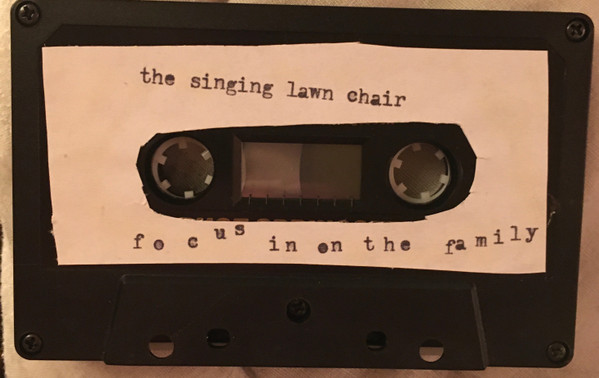 the singing lawn chair
focus in on the family